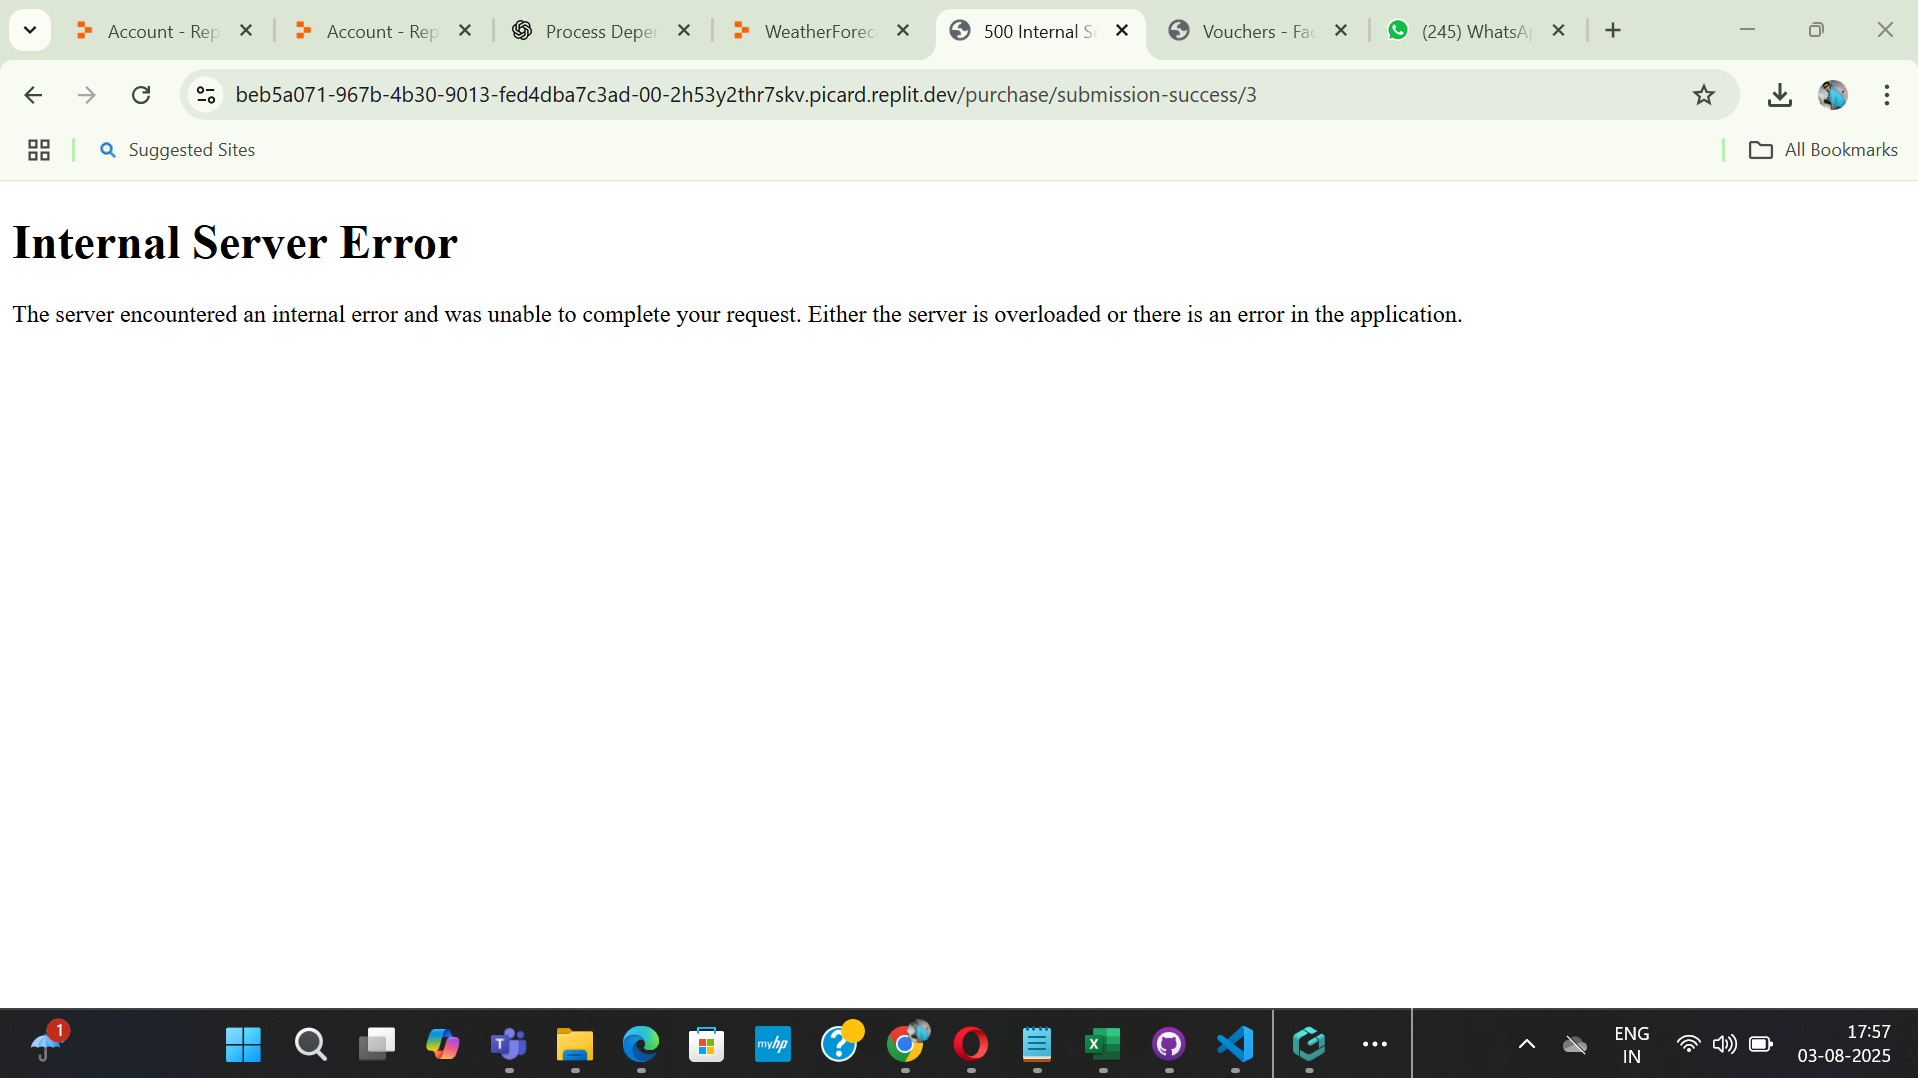 Account - Rep
Account - Rep
Process Deper
WeatherForec
500 Internal Se
Vouchers - Fac
(245) WhatsAp
beb5a071-967b-4b30-9013-fed4dba7c3ad-00-2h53y2thr7skv.picard.replit.dev/purchase/submission-success/3
Suggested Sites
All Bookmarks
Internal Server Error
The server encountered an internal error and was unable to complete your request. Either the server is overloaded or there is an error in the application.
1
myhp
ENG
IN
17:57
03-08-2025